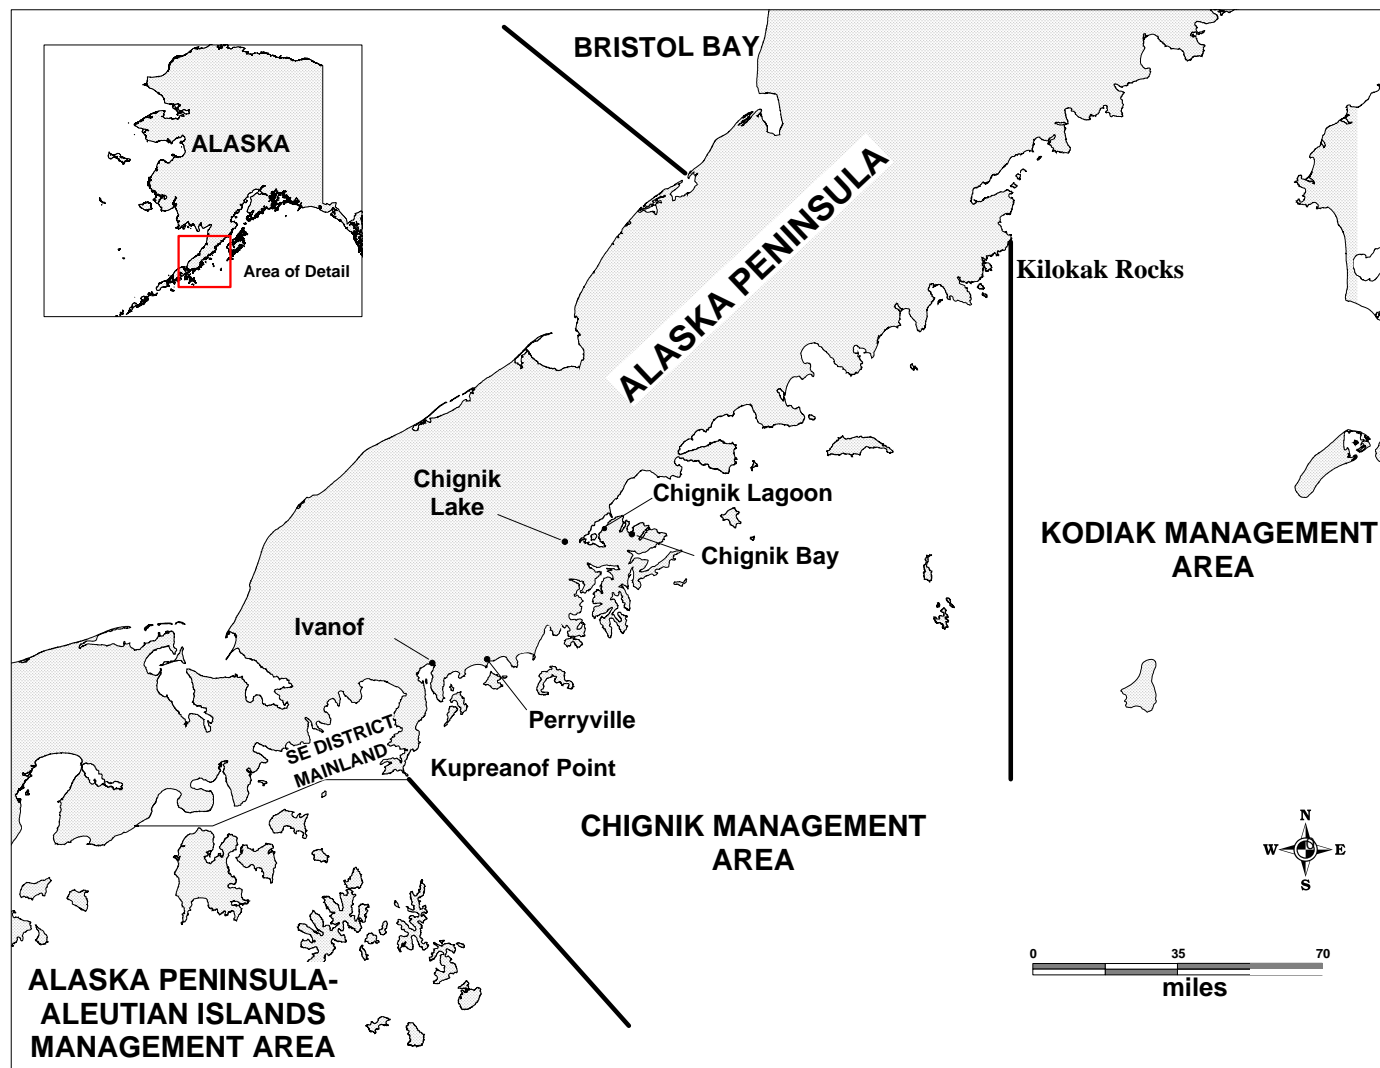 BRISTOL BAY
ALASKA
Area of Detail
ALASKA PENINSULA
Kilokak Rocks
Chignik
Lake
Chignik Lagoon
Chignik Bay
KODIAK MANAGEMENT
AREA
Ivanof
Perryville
SE DISTRICT
MAINLAND
Kupreanof Point
CHIGNIK MANAGEMENT
AREA
N
W E
S
0 35 70
miles
ALASKA PENINSULA-
ALEUTIAN ISLANDS
MANAGEMENT AREA